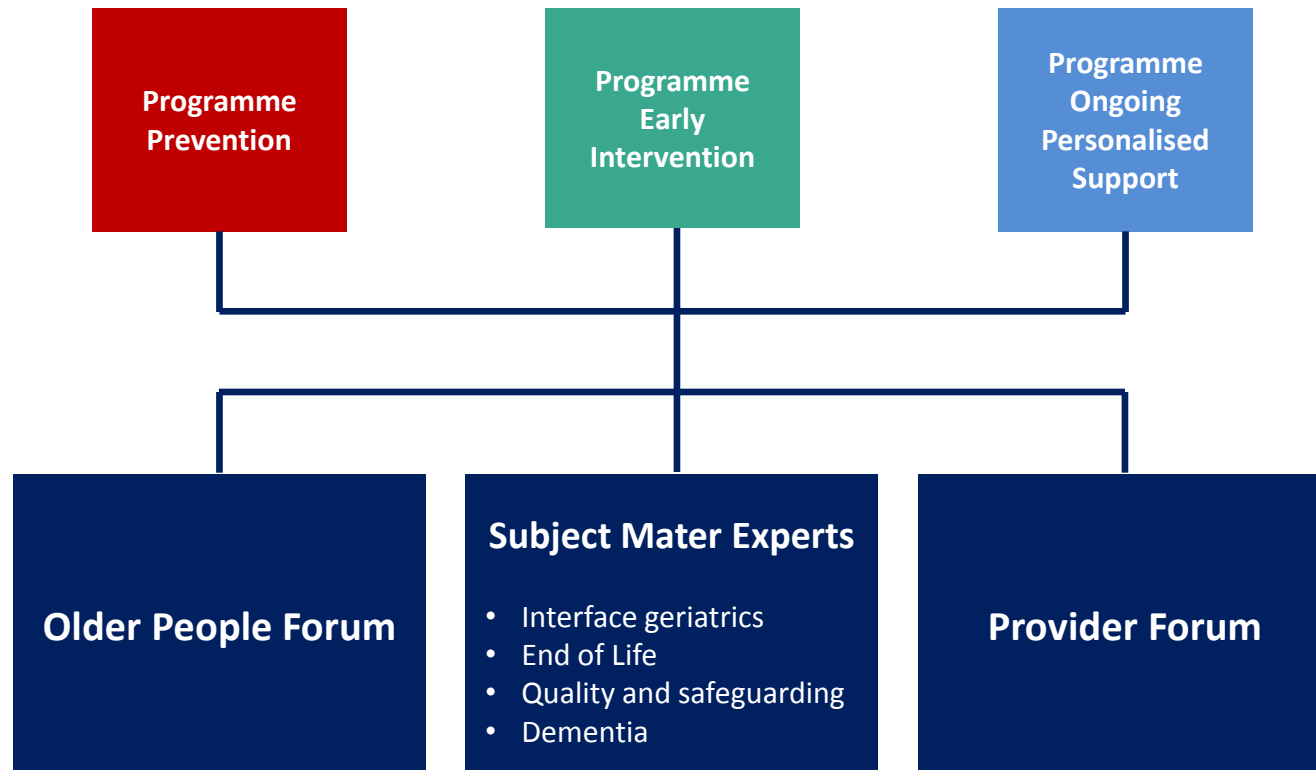 Programme
Prevention
Programme
Early
Intervention
Programme
Ongoing
Personalised
Support
Older People Forum
Subject Mater Experts
• Interface geriatrics
• End of Life
• Quality and safeguarding
• Dementia
Provider Forum